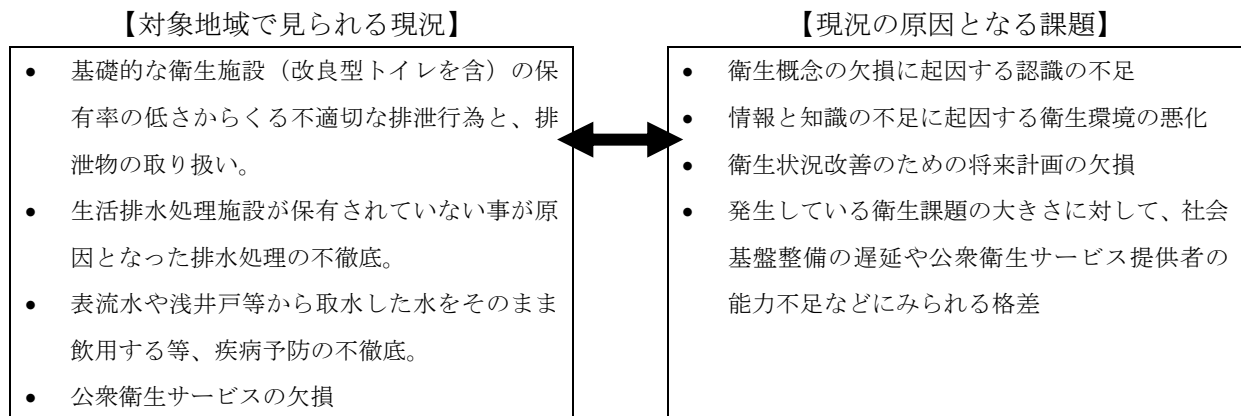 【対象地域で見られる現況】
• 基礎的な衛生施設（改良型トイレを含）の保
有率の低さからくる不適切な排泄行為と、排
泄物の取り扱い。
• 生活排水処理施設が保有されていない事が原
因となった排水処理の不徹底。
• 表流水や浅井戸等から取水した水をそのまま
飲用する等、疾病予防の不徹底。
• 公衆衛生サービスの欠損
【現況の原因となる課題】
• 衛生概念の欠損に起因する認識の不足
• 情報と知識の不足に起因する衛生環境の悪化
• 衛生状況改善のための将来計画の欠損
• 発生している衛生課題の大きさに対して、社会
基盤整備の遅延や公衆衛生サービス提供者の
能力不足などにみられる格差